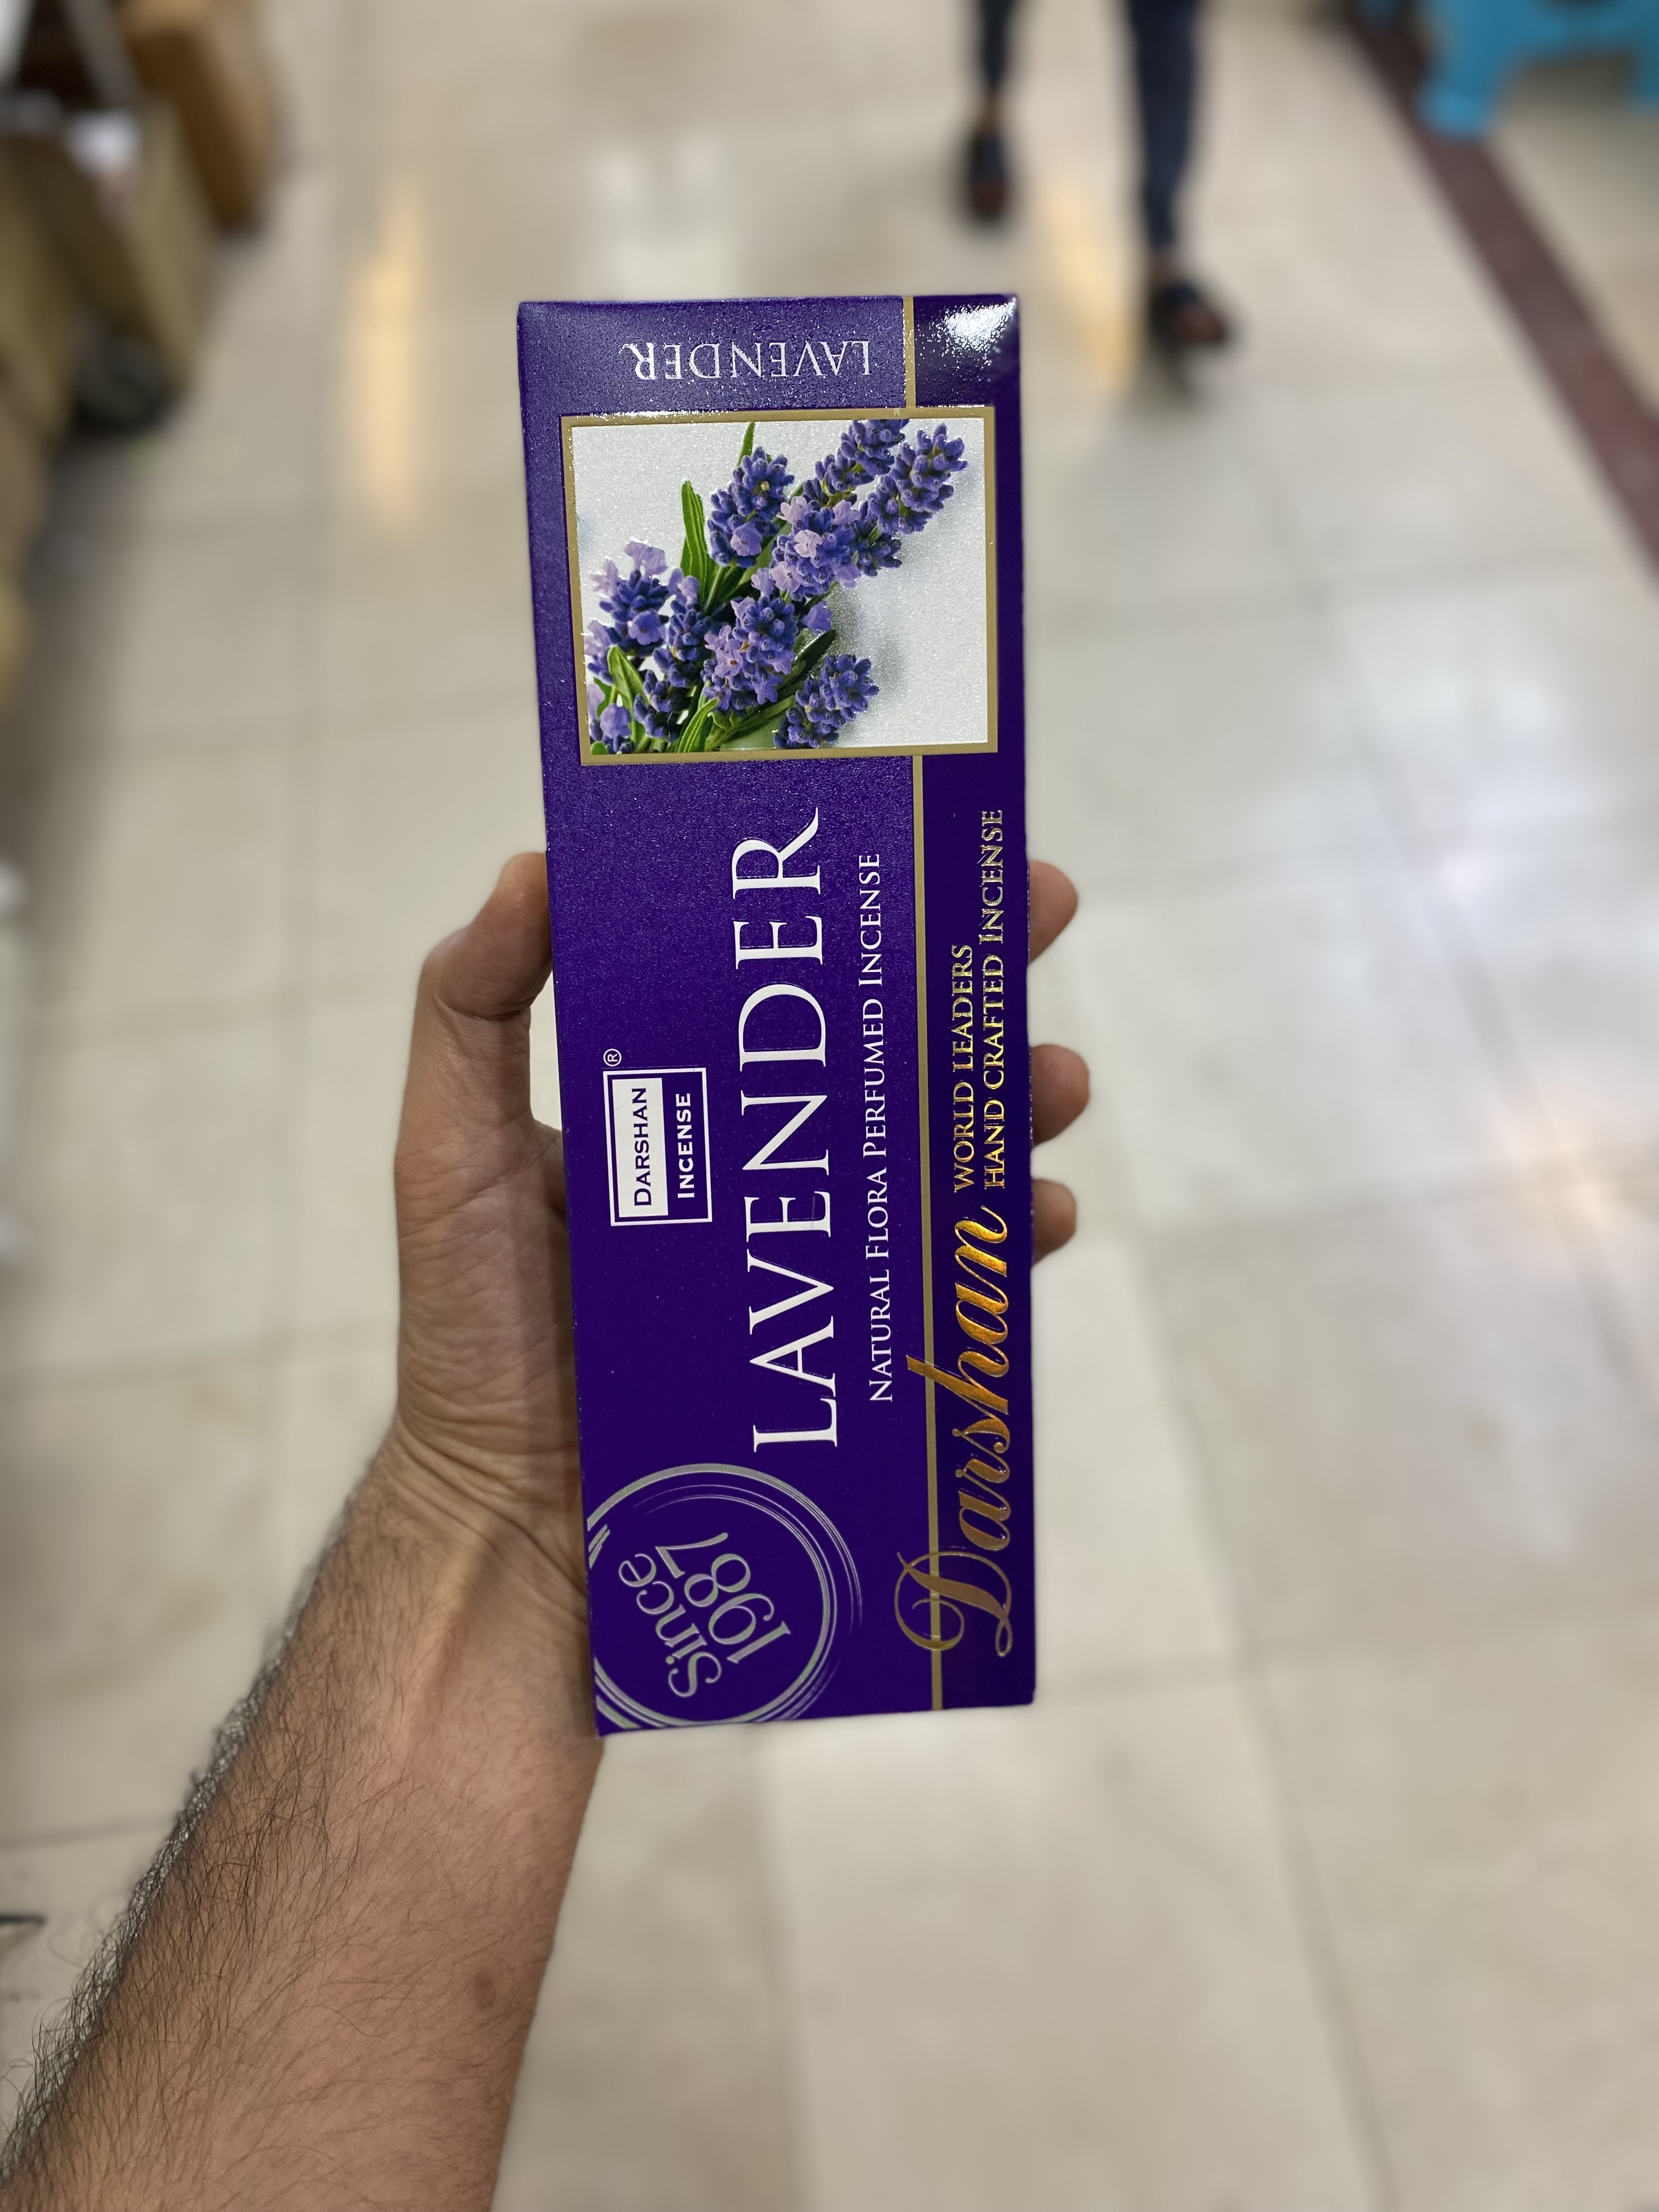 Since
1987
DARSHAN
INCENSE
®
LAVENDER
NATURAL FLORA PERFUMED INCENSE
Darshan
WORLD LEADERS
HAND CRAFTED INCENSE
LAVENDER